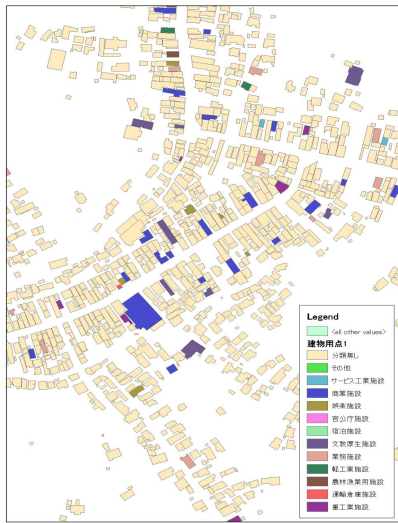 Legend
<all other values>
建物用点1
分類無し
その他
サービス工業施設
商業施設
娯楽施設
官公庁施設
宿泊施設
文教厚生施設
業務施設
軽工業施設
農林漁業用施設
運輸倉庫施設
重工業施設